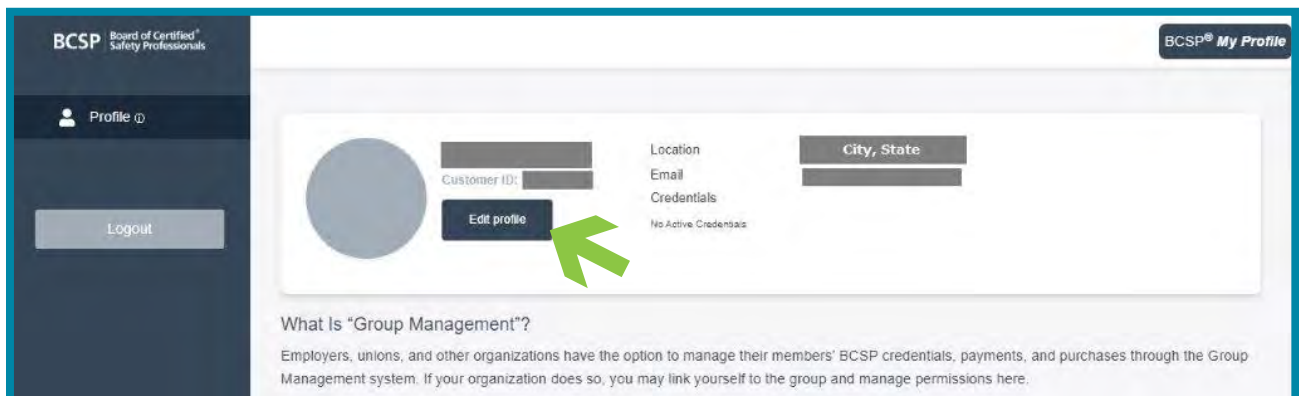 BCSP Board of Certified®
Safety Professionals
BCSP® My Profile
Profile
Logout
Customer ID:
Edit profile
Location
City, State
Email
Credentials
No Active Credentials
What Is “Group Management”?
Employers, unions, and other organizations have the option to manage their members’ BCSP credentials, payments, and purchases through the Group
Management system. If your organization does so, you may link yourself to the group and manage permissions here.